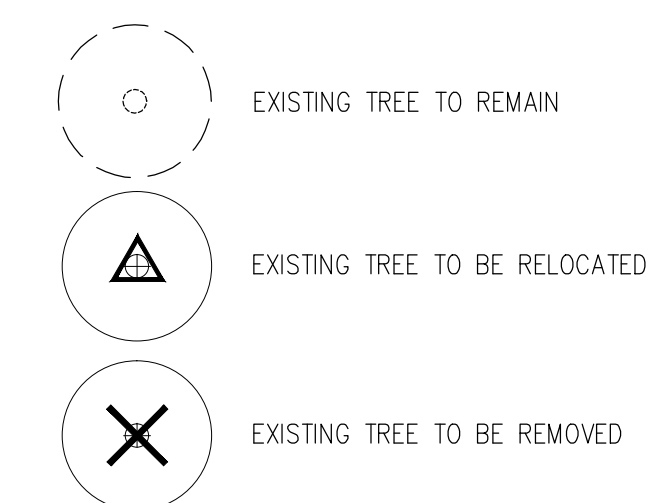 EXISTING TREE TO REMAIN
EXISTING TREE TO BE RELOCATED
EXISTING TREE TO BE REMOVED